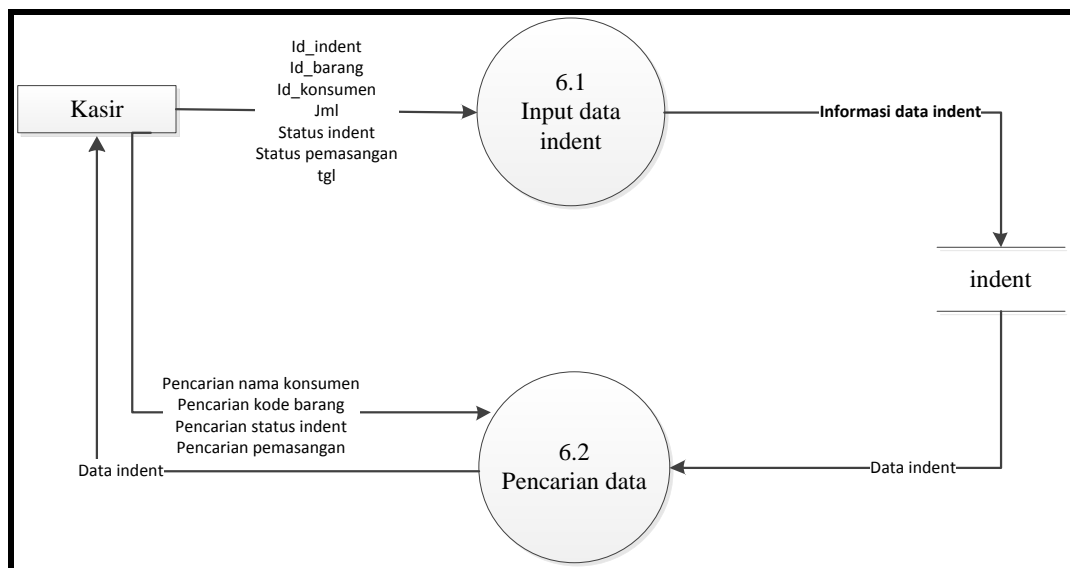 Kasir
Id_indent
Id_barang
Id_konsumen
Jml
Status indent
Status pemasangan
tgl
6.1
Input data
indent
Informasi data indent
indent
Pencarian nama konsumen
Pencarian kode barang
Pencarian status indent
Pencarian pemasangan
Data indent
6.2
Pencarian data
Data indent